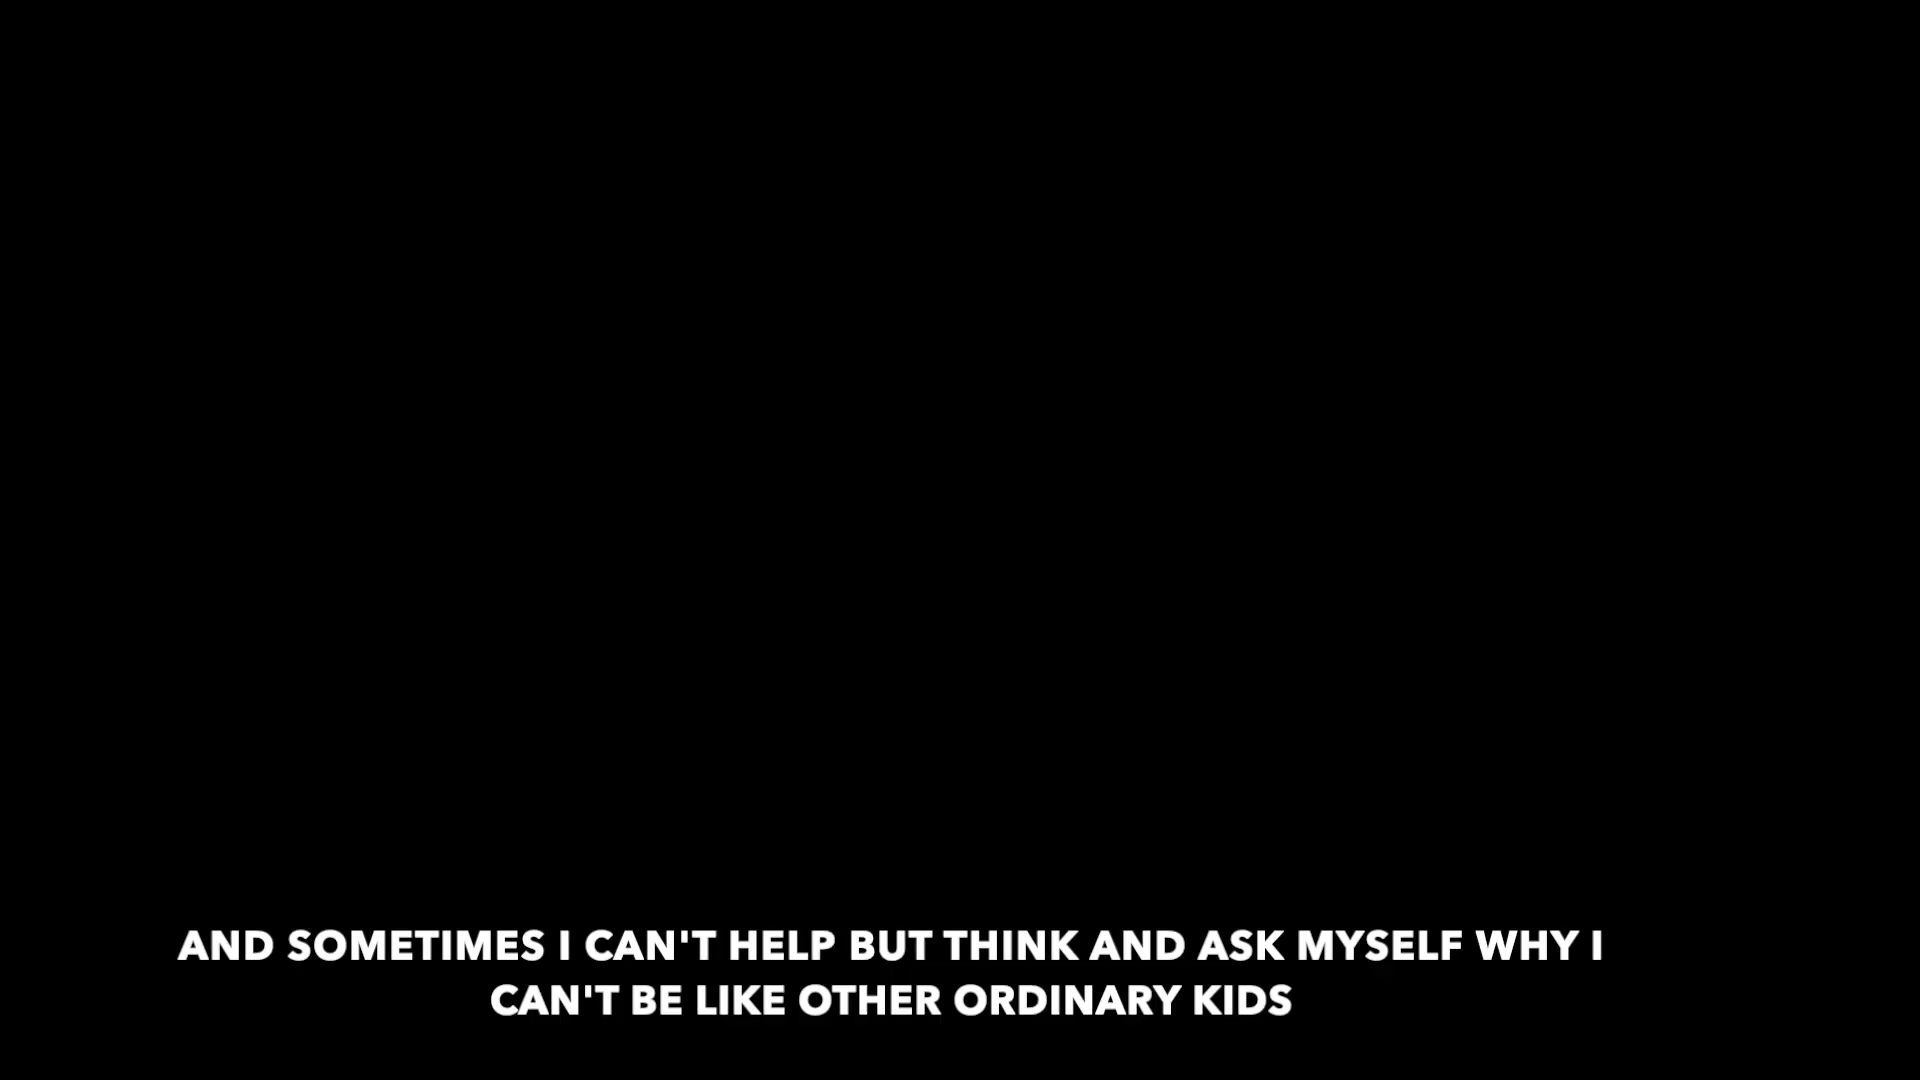 AND SOMETIMES I CAN'T HELP BUT THINK AND ASK MYSELF WHY I
CAN'T BE LIKE OTHER ORDINARY KIDS